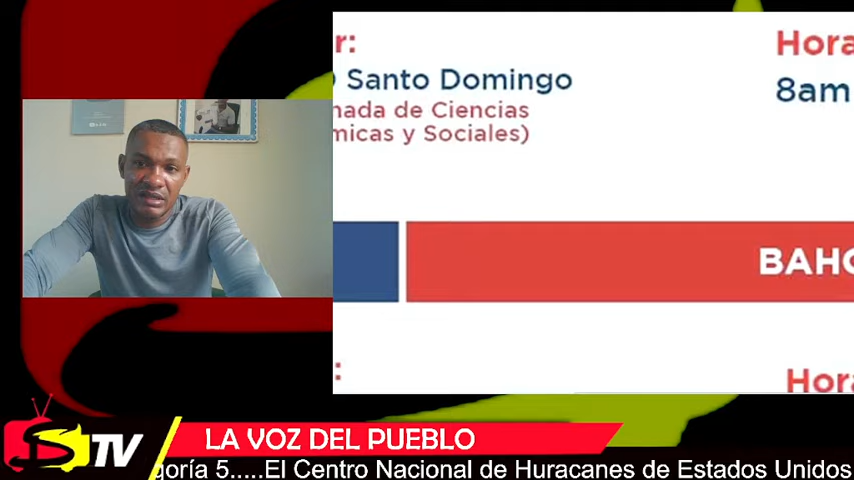 r:
Santo Domingo
nada de Ciencias
micas y Sociales)
Hora
8am
BAHO
:
Hora
STV
LA VOZ DEL PUEBLO
goría 5.....El Centro Nacional de Huracanes de Estados Unidos